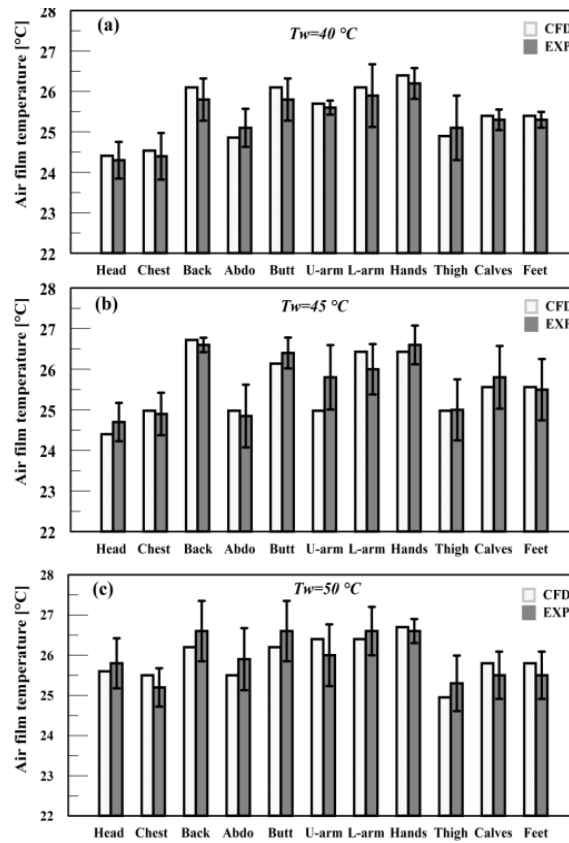 28
(a)
Tw=40 °C
CFD
EXP
27
26
25
24
23
22
Air film temperature [°C]
Head Chest Back Abdo Butt U-arm L-arm Hands Thigh Calves Feet
28
(b)
Tw=45 °C
CFD
EXP
27
26
25
24
23
22
Air film temperature [°C]
Head Chest Back Abdo Butt U-arm L-arm Hands Thigh Calves Feet
28
(c)
Tw=50 °C
CFD
EXP
27
26
25
24
23
22
Air film temperature [°C]
Head Chest Back Abdo Butt U-arm L-arm Hands Thigh Calves Feet